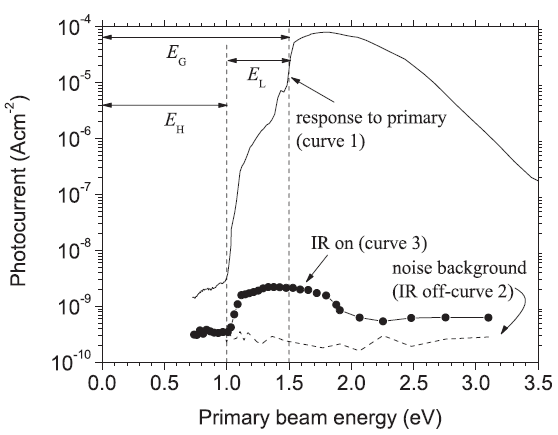 10^-4
10^-5
10^-6
10^-7
10^-8
10^-9
10^-10
Photocurrent (Acm^-2)
E_G
E_L
E_H
response to primary
(curve 1)
IR on (curve 3)
noise background
(IR off-curve 2)
0.0 0.5 1.0 1.5 2.0 2.5 3.0 3.5
Primary beam energy (eV)